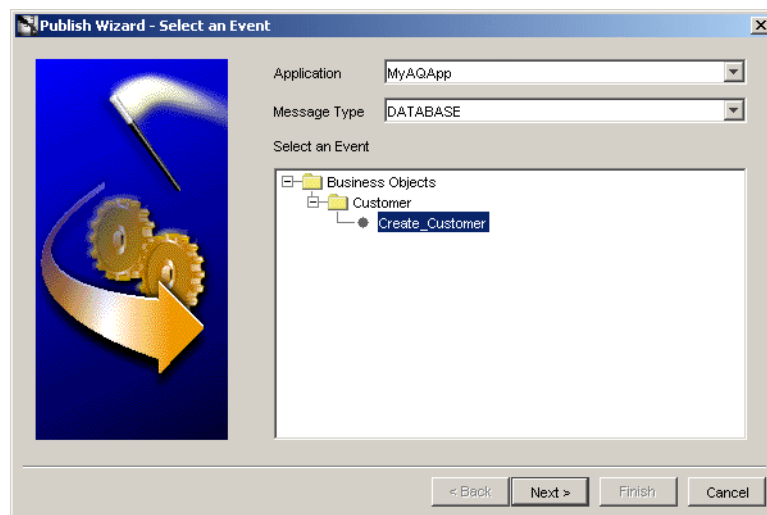 Publish Wizard - Select an Event
Application MyAQApp
Message Type DATABASE
Select an Event
Business Objects
Customer
Create_Customer
< Back Next > Finish Cancel